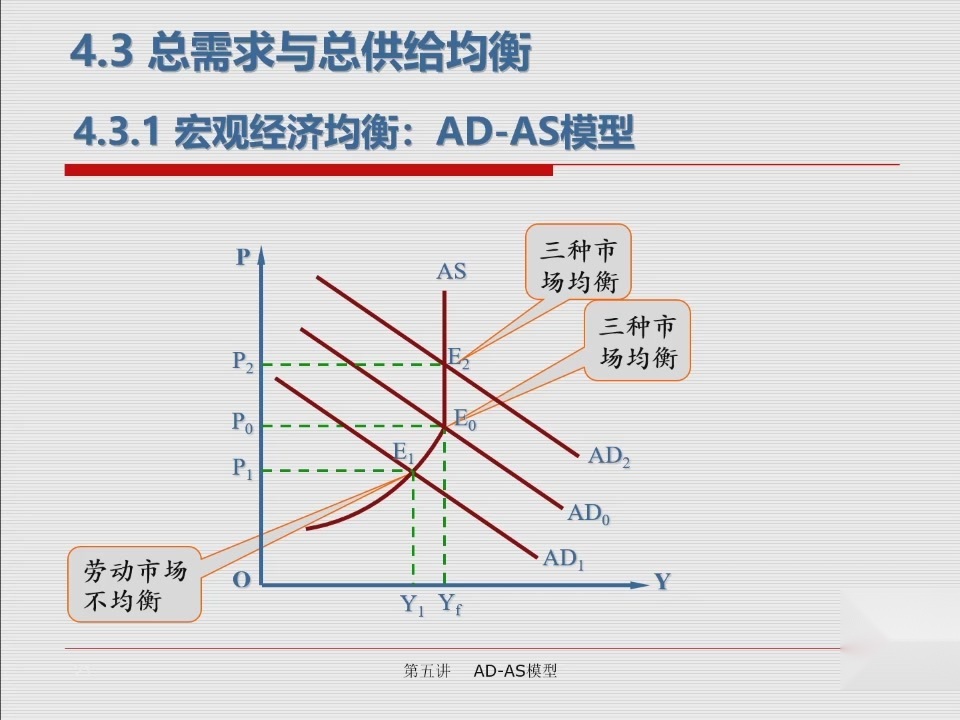 4.3 总需求与总供给均衡
4.3.1 宏观经济均衡：AD-AS模型
三种市
场均衡
三种市
场均衡
P
AS
P2
E2
P0
E0
P1
E1
AD2
AD0
AD1
劳动市场
不均衡
O
Y
Y1
Yf
第五讲 AD-AS模型